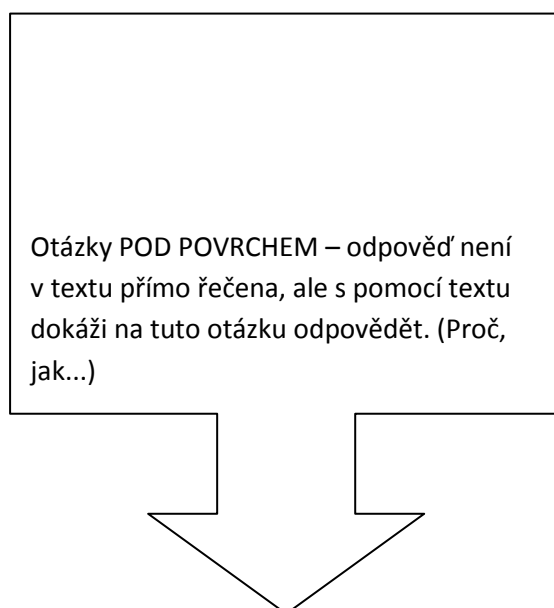 Otázky POD POVRCHEM – odpověď není
v textu přímo řečena, ale s pomocí textu
dokáži na tuto otázku odpovědět. (Proč,
jak...)